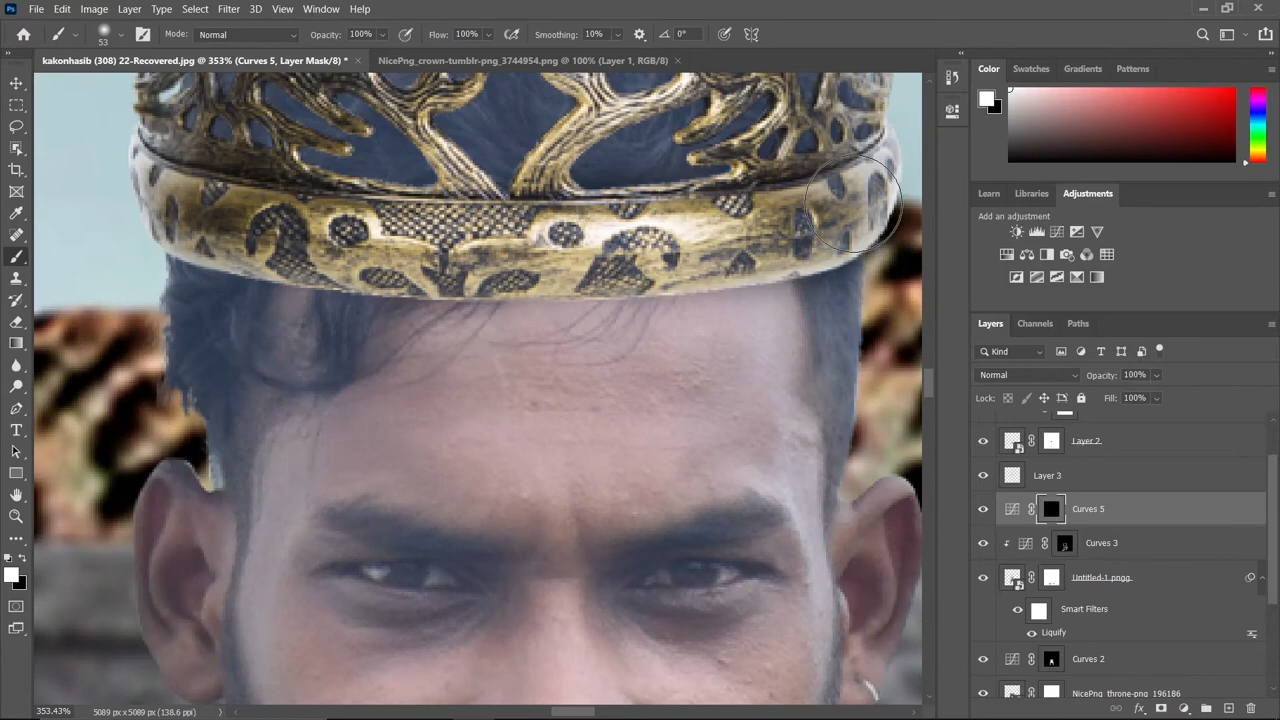 Ps File Edit Image Layer Type Select Filter 3D View Window Help
53 Mode: Normal Opacity: 100% Flow: 100% Smoothing: 10% 0°
kakonhasib (308) 22-Recovered.jpg @ 353% (Curves 5, Layer Mask/8) * × NicePng_crown-tumblr-png_3744954.png @ 100% (Layer 1, RGB/8) ×
Color Swatches Gradients Patterns
Learn Libraries Adjustments
Add an adjustment
Layers Channels Paths
Kind
Normal Opacity: 100%
Lock: Fill: 100%
Layer 2
Layer 3
Curves 5
Curves 3
Untitled-1.pngg
Smart Filters
Liquify
Curves 2
NicePng_throne-png_196186
353.43% 5089 px x 5089 px (138.6 ppi)
fx